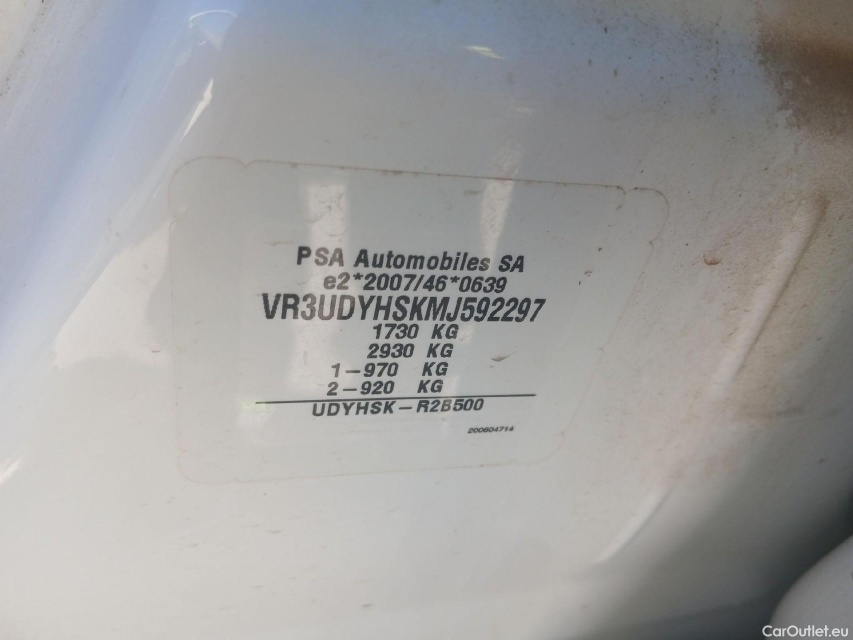 PSA Automobiles SA
e2*2007/46*0639
VR3UDYHSKMJ592297
1730 KG
2930 KG
1-970 KG
2-920 KG
UDYHSK-R2B500
200604714
CarOutlet.eu